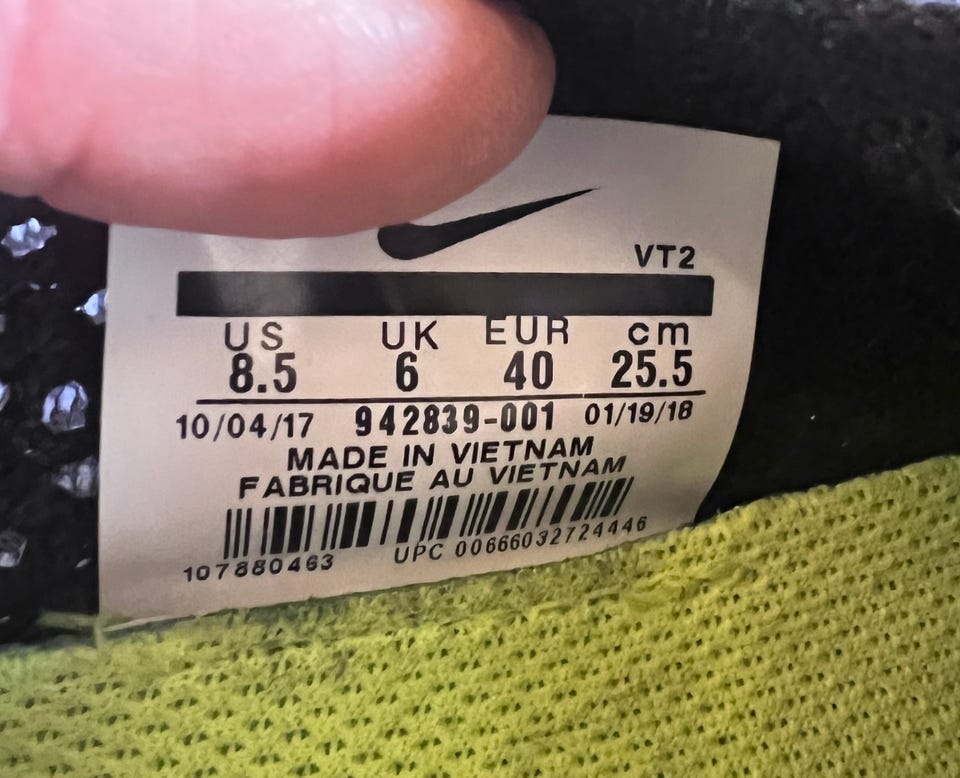 VT2
US UK EUR cm
8.5 6 40 25.5
10/04/17 942839-001 01/19/18
MADE IN VIETNAM
FABRIQUE AU VIETNAM
107880463 UPC 00666032724446